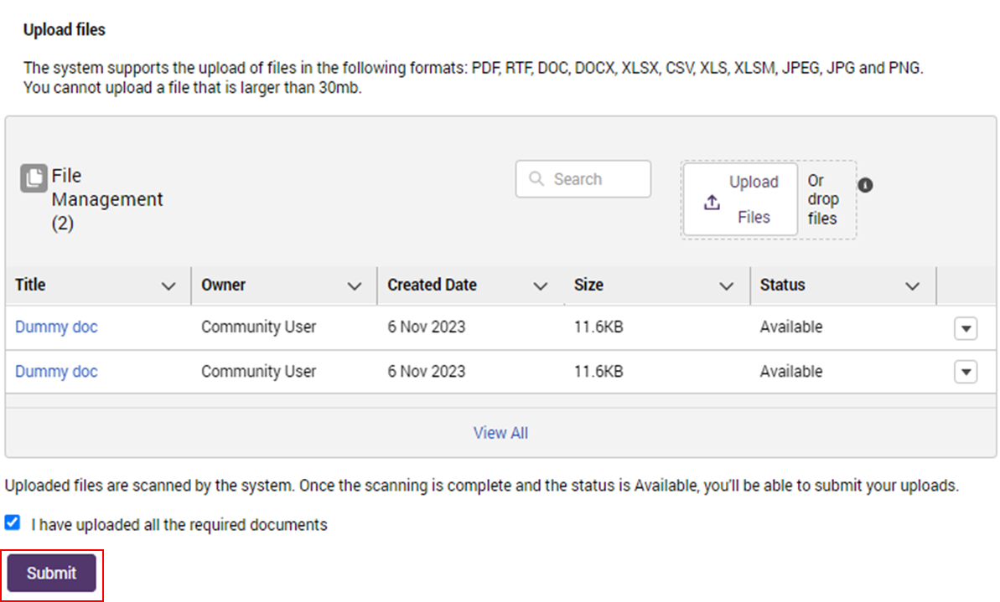 Upload files
The system supports the upload of files in the following formats: PDF, RTF, DOC, DOCX, XLSX, CSV, XLS, XLSM, JPEG, JPG and PNG.
You cannot upload a file that is larger than 30mb.
File
Management
(2)
Search
Upload
Files
Or
drop
files
Title Owner Created Date Size Status
Dummy doc Community User 6 Nov 2023 11.6KB Available
Dummy doc Community User 6 Nov 2023 11.6KB Available
View All
Uploaded files are scanned by the system. Once the scanning is complete and the status is Available, you'll be able to submit your uploads.
I have uploaded all the required documents
Submit